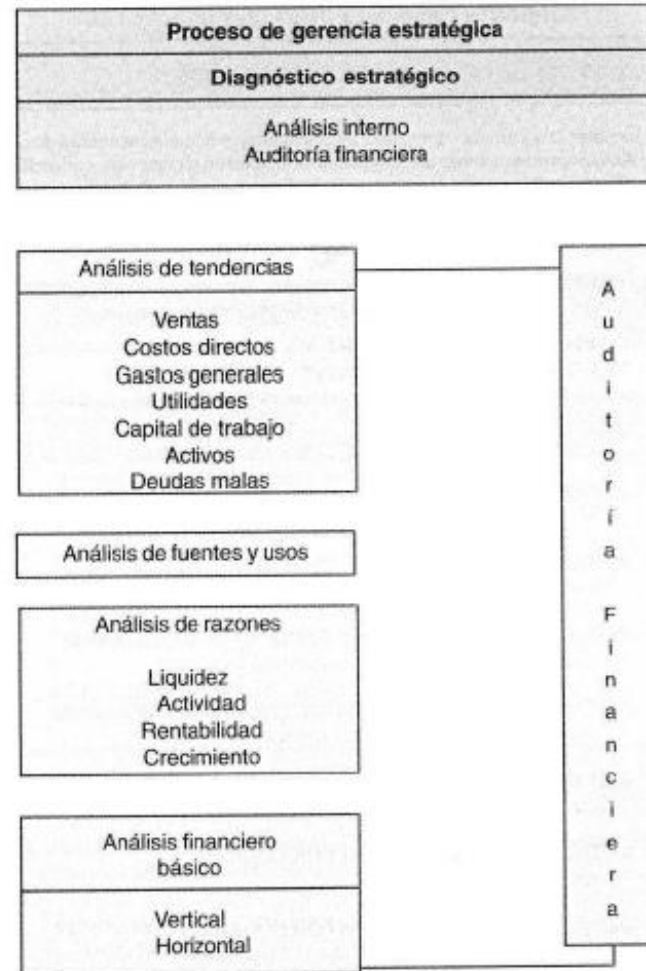 Proceso de gerencia estratégica
Diagnóstico estratégico
Análisis interno
Auditoría financiera
Análisis de tendencias
Ventas
Costos directos
Gastos generales
Utilidades
Capital de trabajo
Activos
Deudas malas
Análisis de fuentes y usos
Análisis de razones
Liquidez
Actividad
Rentabilidad
Crecimiento
Análisis financiero
básico
Vertical
Horizontal
Auditoría Financiera